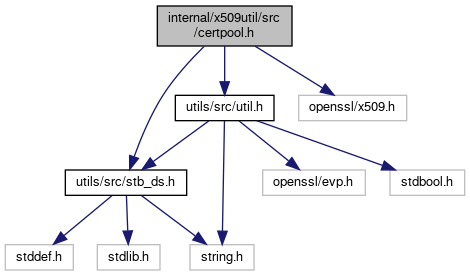 internal/x509util/src
/certpool.h
utils/src/util.h
openssl/x509.h
utils/src/stb_ds.h
openssl/evp.h
stdbool.h
stddef.h
stdlib.h
string.h